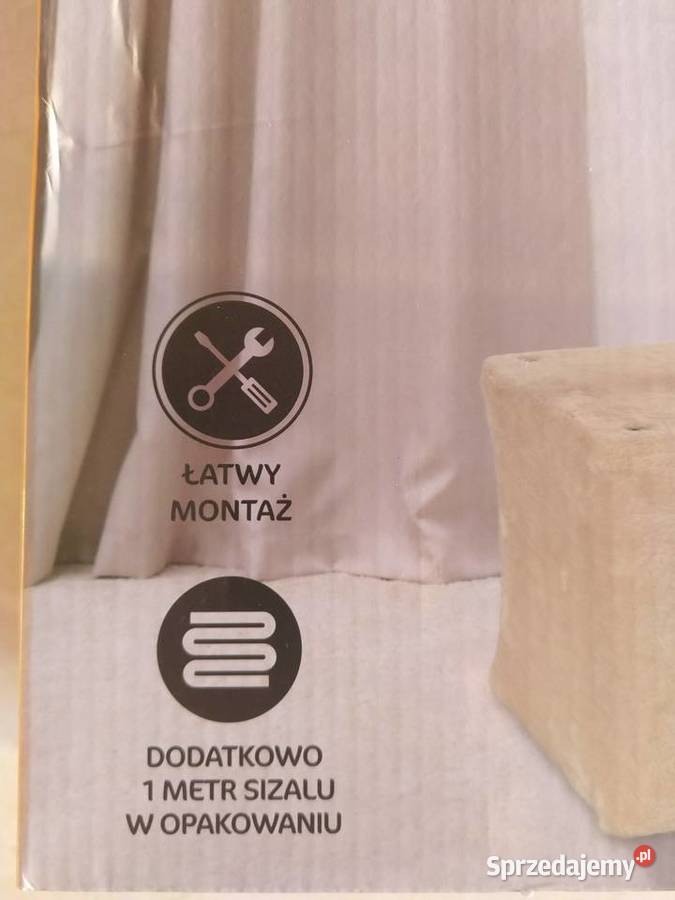 ŁATWY
MONTAŻ
DODATKOWO
1 METR SIZALU
W OPAKOWANIU
Sprzedajemy.pl